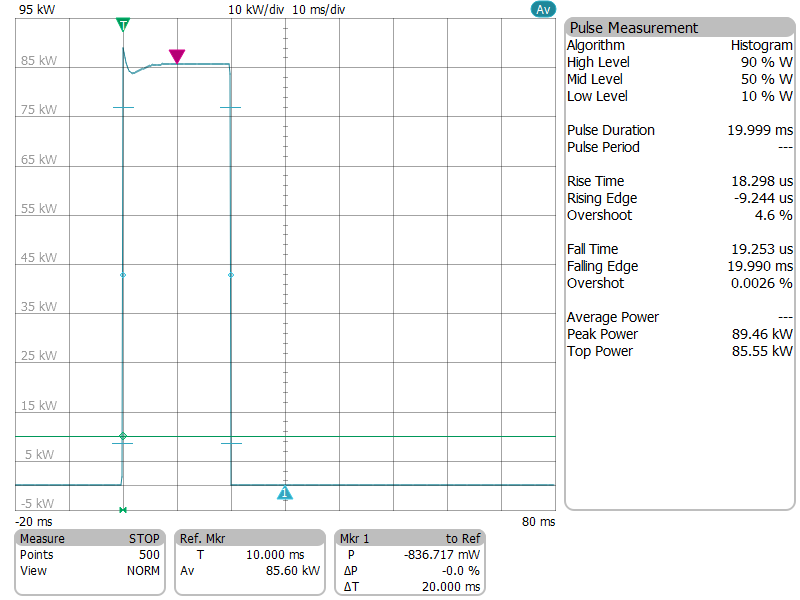 95 kW 10 kW/div 10 ms/div Av
T
85 kW
75 kW
65 kW
55 kW
45 kW
35 kW
25 kW
15 kW
5 kW
1
-5 kW
-20 ms 80 ms
Pulse Measurement
Algorithm Histogram
High Level 90 % W
Mid Level 50 % W
Low Level 10 % W
Pulse Duration 19.999 ms
Pulse Period ---
Rise Time 18.298 us
Rising Edge -9.244 us
Overshoot 4.6 %
Fall Time 19.253 us
Falling Edge 19.990 ms
Overshot 0.0026 %
Average Power ---
Peak Power 89.46 kW
Top Power 85.55 kW
Measure STOP
Points 500
View NORM
Ref. Mkr
T 10.000 ms
Av 85.60 kW
Mkr 1 to Ref
P -836.717 mW
ΔP -0.0 %
ΔT 20.000 ms